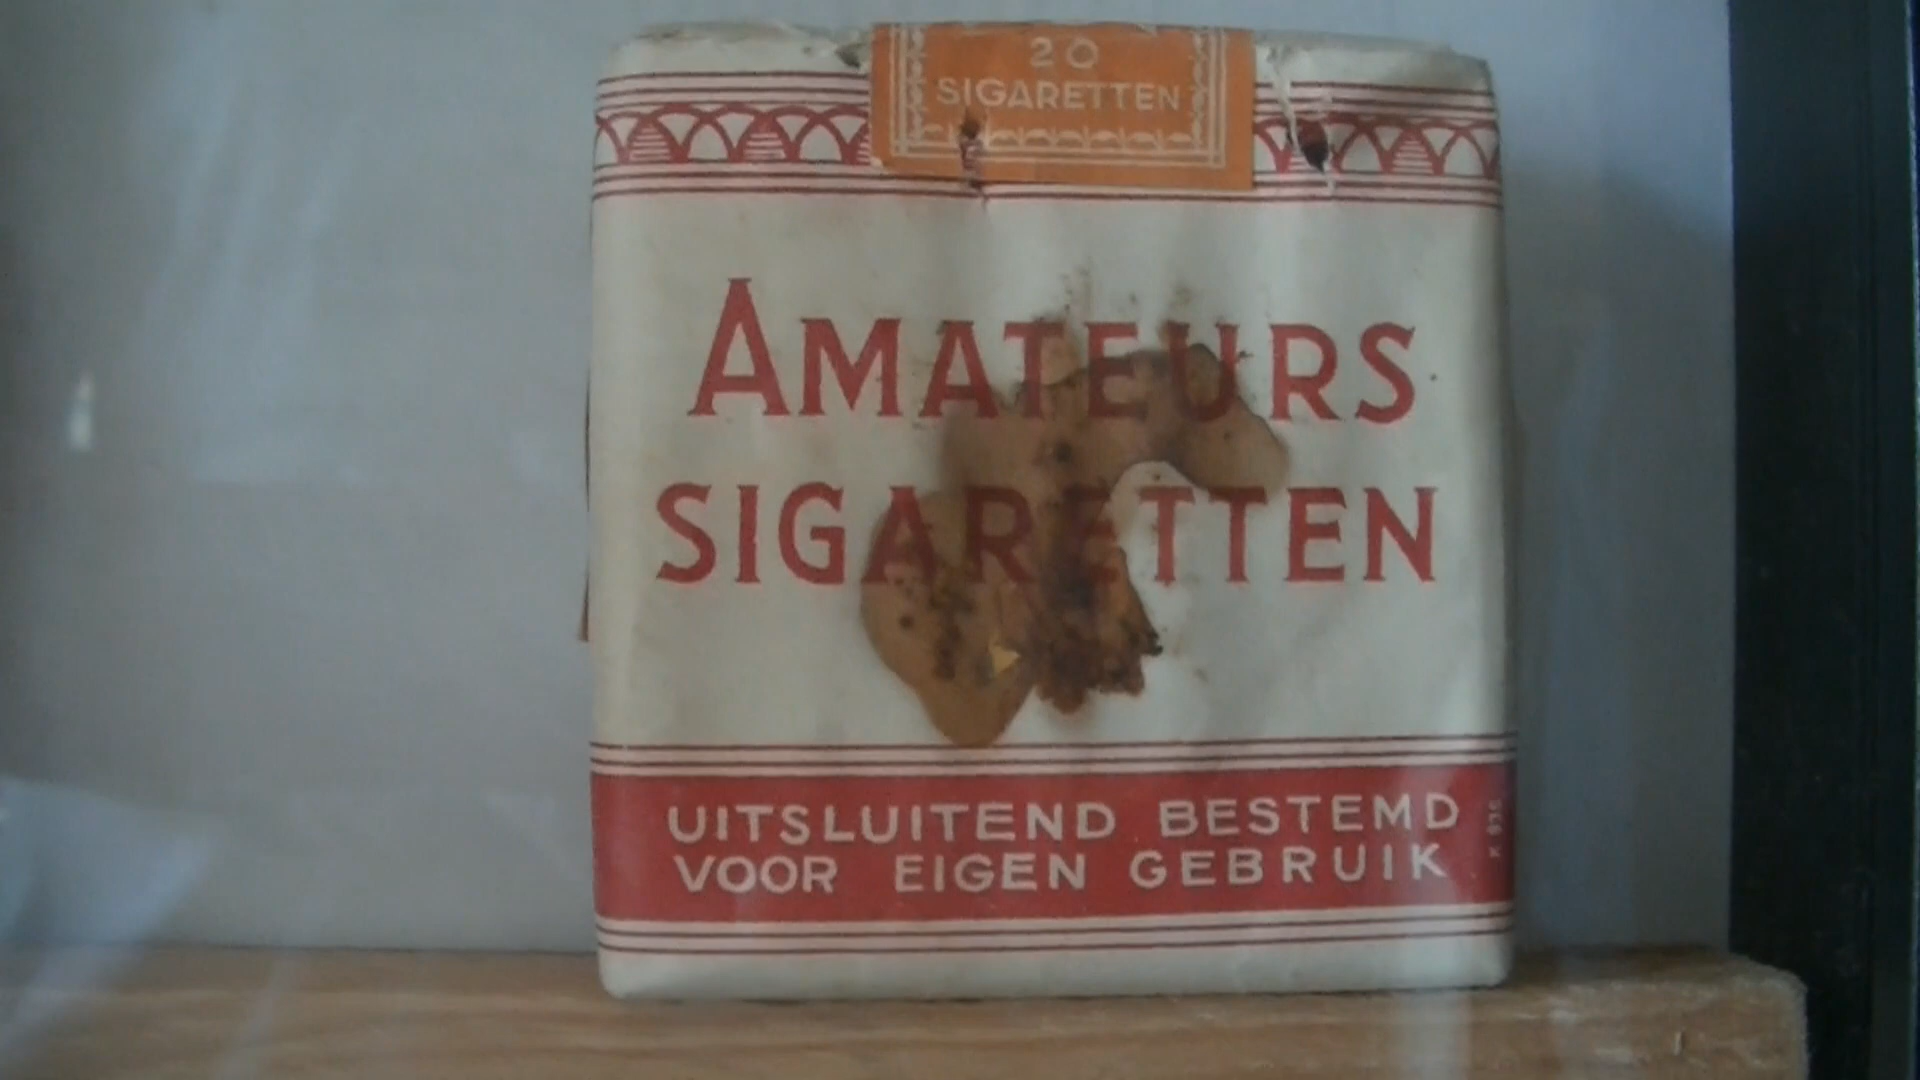 20
SIGARETTEN
AMATEURS
SIGARETTEN
UITSLUITEND BESTEMD
VOOR EIGEN GEBRUIK